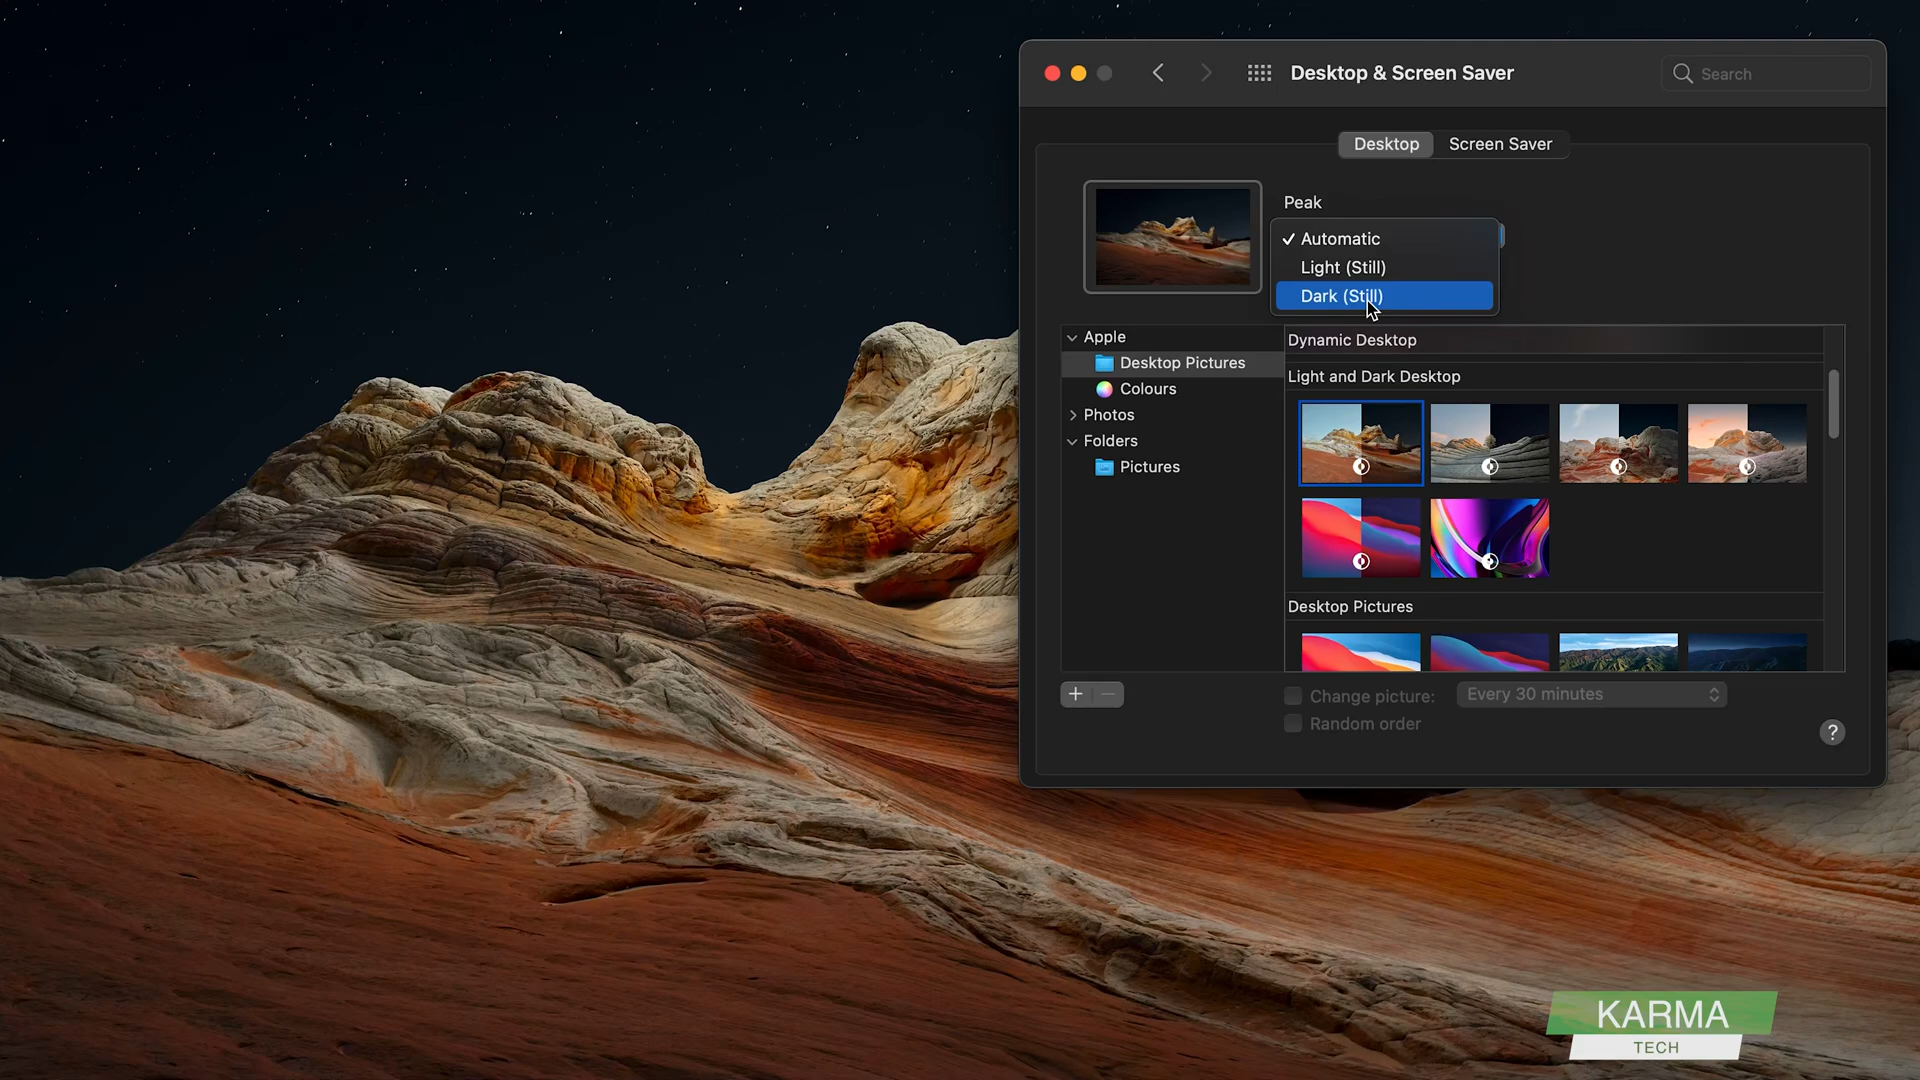 Desktop & Screen Saver
Search
Desktop
Screen Saver
Peak
✓ Automatic
Light (Still)
Dark (Still)
Apple
Desktop Pictures
Colours
Photos
Folders
Pictures
Dynamic Desktop
Light and Dark Desktop
Desktop Pictures
+ −
Change picture:
Every 30 minutes
Random order
?
KARMA
TECH